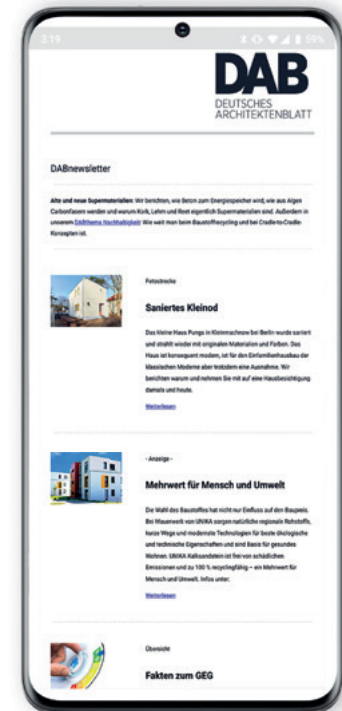 3:19
59%
DAB
DEUTSCHES
ARCHITEKTENBLATT
DABnewsletter
Alte und neue Supermaterialien: Wir berichten, wie Beton zum Energiespeicher wird, wie aus Algen
Carbonfasern werden und warum Kork, Lehm und Reet eigentlich Supermaterialien sind. Außerdem in
unserem DABthema Nachhaltigkeit: Wie weit man beim Baustoffrecycling und bei Cradle-to-Cradle-
Konzepten ist.
Fotostrecke
Saniertes Kleinod
Das kleine Haus Pungs in Kleinmachnow bei Berlin wurde saniert
und strahlt wieder mit originalen Materialien und Farben. Das
Haus ist konsequent modern, ist für den Einfamilienhausbau der
klassischen Moderne aber trotzdem eine Ausnahme. Wir
berichten warum und nehmen Sie mit auf eine Hausbesichtigung
damals und heute.
Weiterlesen
- Anzeige -
Mehrwert für Mensch und Umwelt
Die Wahl des Baustoffes hat nicht nur Einfluss auf den Baupreis.
Bei Mauerwerk von UNIKA sorgen natürliche regionale Rohstoffe,
kurze Wege und modernste Technologien für beste ökologische
und technische Eigenschaften und sind Basis für gesundes
Wohnen. UNIKA Kalksandstein ist frei von schädlichen
Emissionen und zu 100 % recyclingfähig – ein Mehrwert für
Mensch und Umwelt. Infos unter:
Weiterlesen
Übersicht
Fakten zum GEG